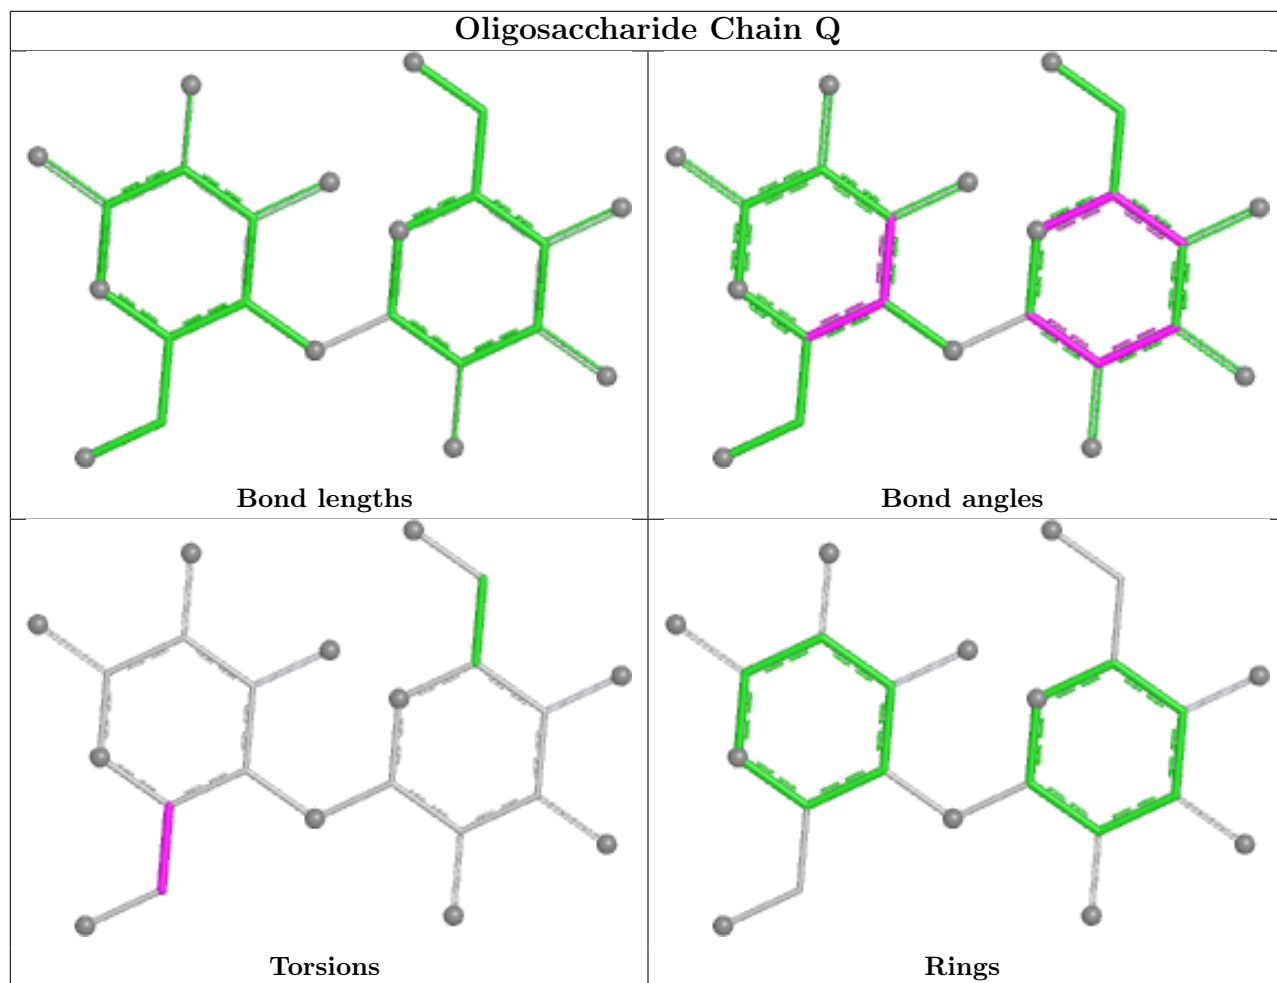 Oligosaccharide Chain Q
Bond lengths
Bond angles
Torsions
Rings